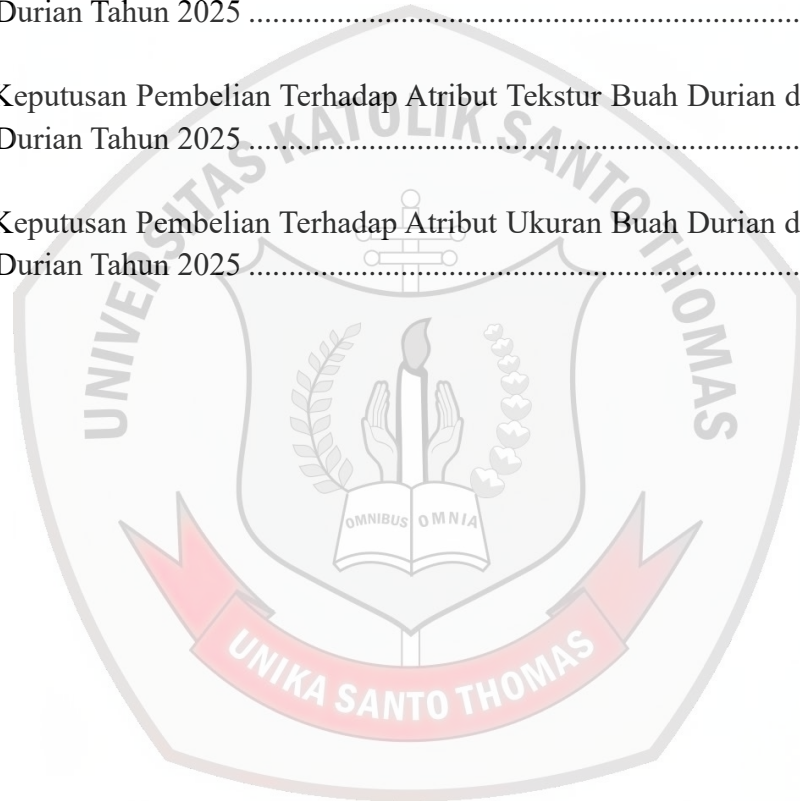 Durian Tahun 2025 ..........................................................................
Keputusan Pembelian Terhadap Atribut Tekstur Buah Durian d
Durian Tahun 2025 ..........................................................................
Keputusan Pembelian Terhadap Atribut Ukuran Buah Durian d
Durian Tahun 2025 ..........................................................................
UNIVERSITAS KATOLIK SANTO THOMAS
OMNIBUS OMNIA
UNIKA SANTO THOMAS